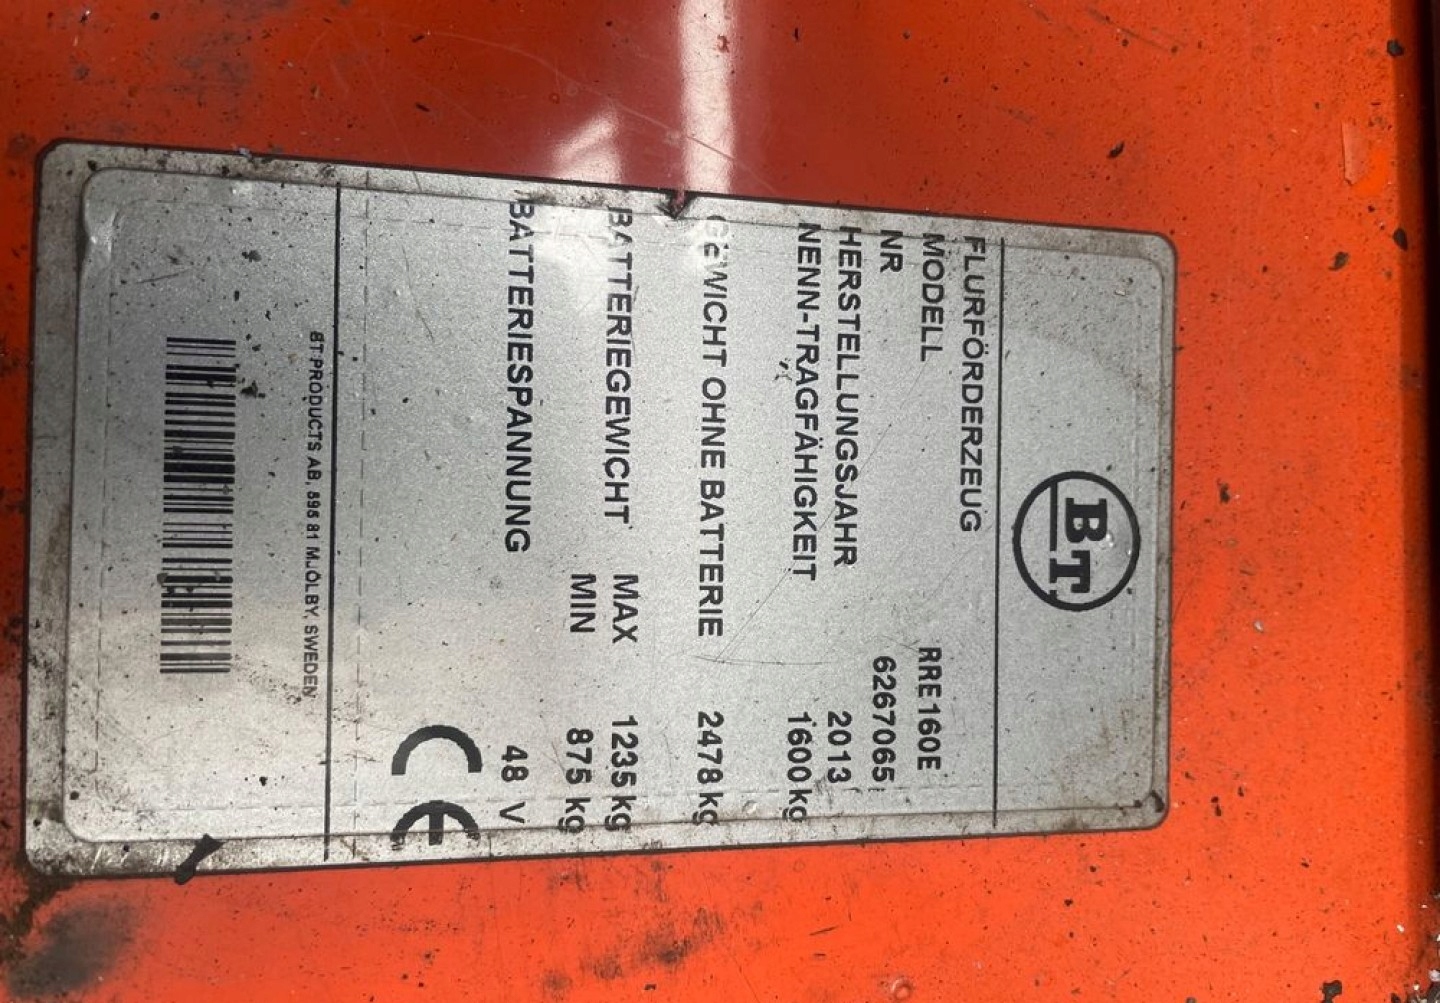 BT
FLURFÖRDERZEUG
MODELL RRE160E
NR 6267065
HERSTELLUNGSJAHR 2013
NENN-TRAGFÄHIGKEIT 1600 kg
GEWICHT OHNE BATTERIE 2478 kg
BATTERIEGEWICHT MAX 1235 kg
MIN 875 kg
BATTERIESPANNUNG 48 V
CE
BT PRODUCTS AB, 595 81 MJÖLBY, SWEDEN